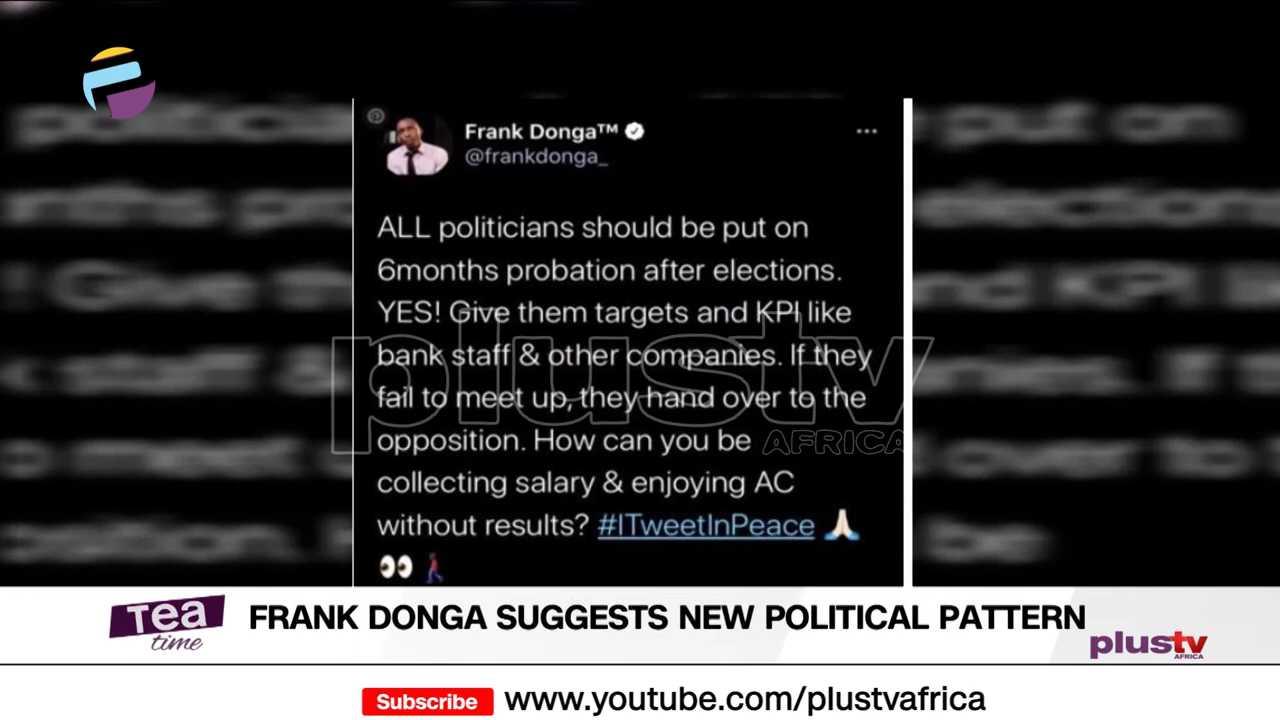 Frank Donga™
@frankdonga_
ALL politicians should be put on
6months probation after elections.
YES! Give them targets and KPI like
bank staff & other companies. If they
fail to meet up, they hand over to the
opposition. How can you be
collecting salary & enjoying AC
without results? #ITweetInPeace 🙏🏻
👀🚶
plustv
AFRICA
Tea
time
FRANK DONGA SUGGESTS NEW POLITICAL PATTERN
plustv
AFRICA
Subscribe www.youtube.com/plustvafrica